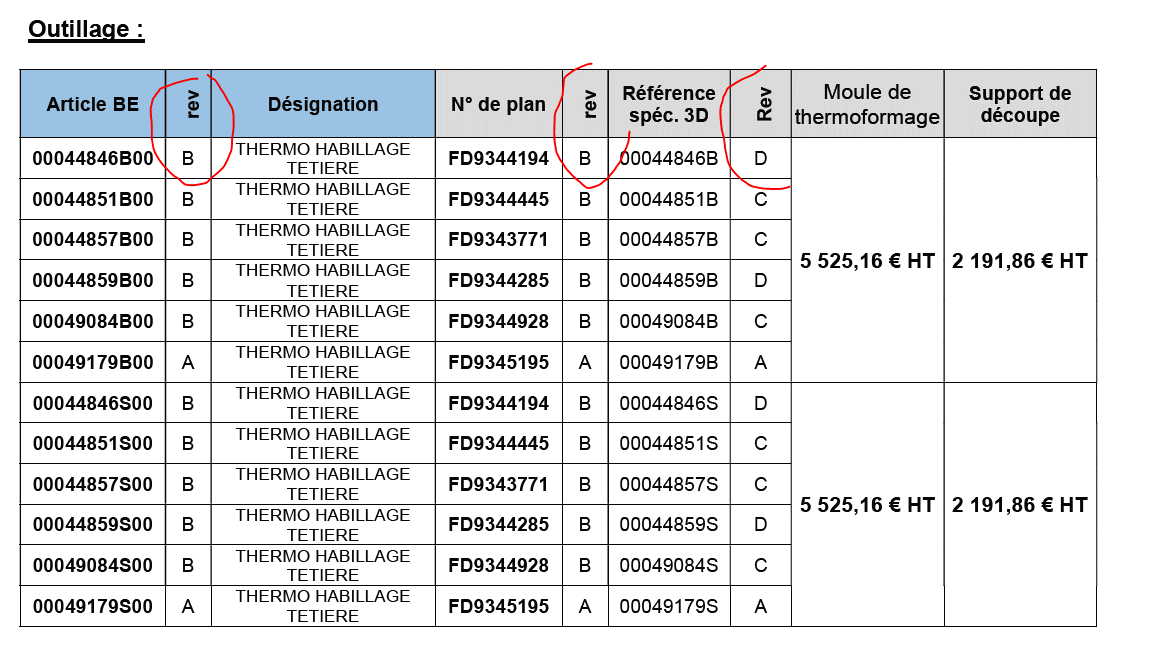 Outillage :
Article BE rev Désignation N° de plan rev Référence spéc. 3D Rev Moule de thermoformage Support de découpe
00044846B00 B THERMO HABILLAGE TETIERE FD9344194 B 00044846B D
00044851B00 B THERMO HABILLAGE TETIERE FD9344445 B 00044851B C
00044857B00 B THERMO HABILLAGE TETIERE FD9343771 B 00044857B C
5 525,16 € HT 2 191,86 € HT
00044859B00 B THERMO HABILLAGE TETIERE FD9344285 B 00044859B D
00049084B00 B THERMO HABILLAGE TETIERE FD9344928 B 00049084B C
00049179B00 A THERMO HABILLAGE TETIERE FD9345195 A 00049179B A
00044846S00 B THERMO HABILLAGE TETIERE FD9344194 B 00044846S D
00044851S00 B THERMO HABILLAGE TETIERE FD9344445 B 00044851S C
00044857S00 B THERMO HABILLAGE TETIERE FD9343771 B 00044857S C
5 525,16 € HT 2 191,86 € HT
00044859S00 B THERMO HABILLAGE TETIERE FD9344285 B 00044859S D
00049084S00 B THERMO HABILLAGE TETIERE FD9344928 B 00049084S C
00049179S00 A THERMO HABILLAGE TETIERE FD9345195 A 00049179S A